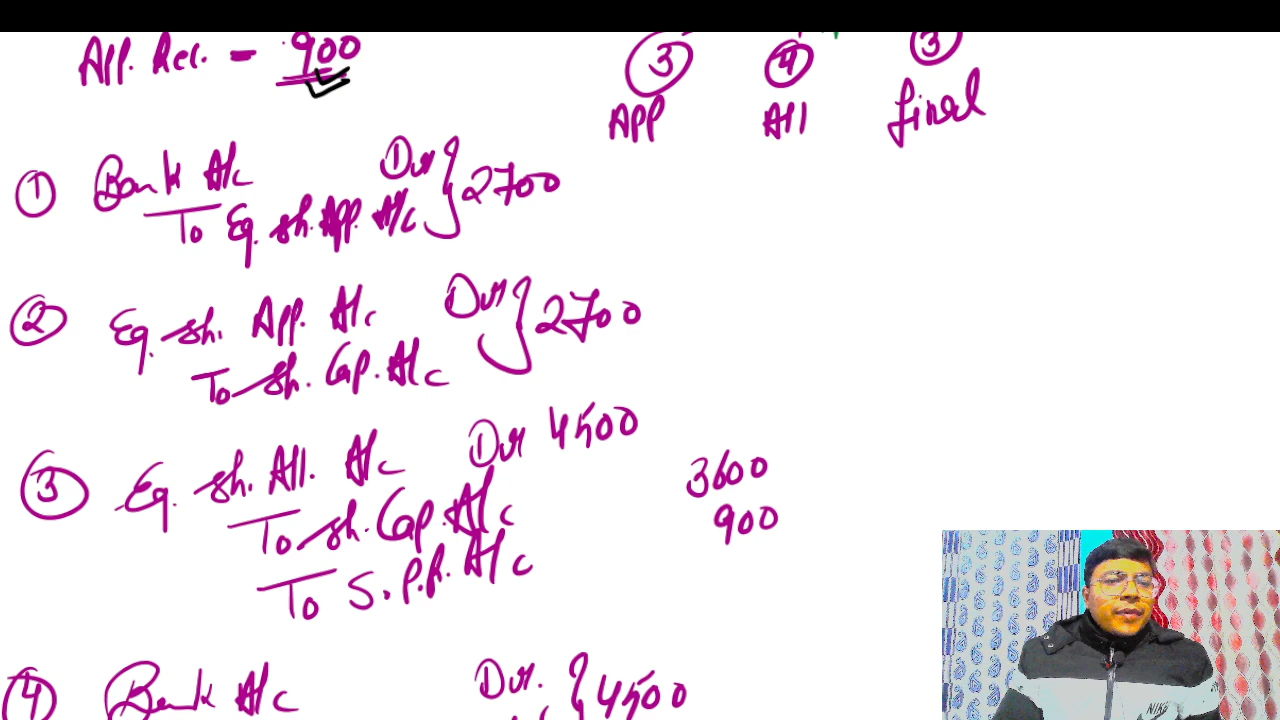 App. Rec. = 900
③ ④ ③
APP All final
① Bank A/c Dr } 2700
To Eq. sh. App. A/c
② Eq. sh. App. A/c Dr } 2700
To sh. Cap. A/c
③ Eq. sh. All. A/c Dr 4500
To sh. Cap. A/c 3600
To S.P.R. A/c 900
④ Bank A/c Dr. } 4500
NIKE